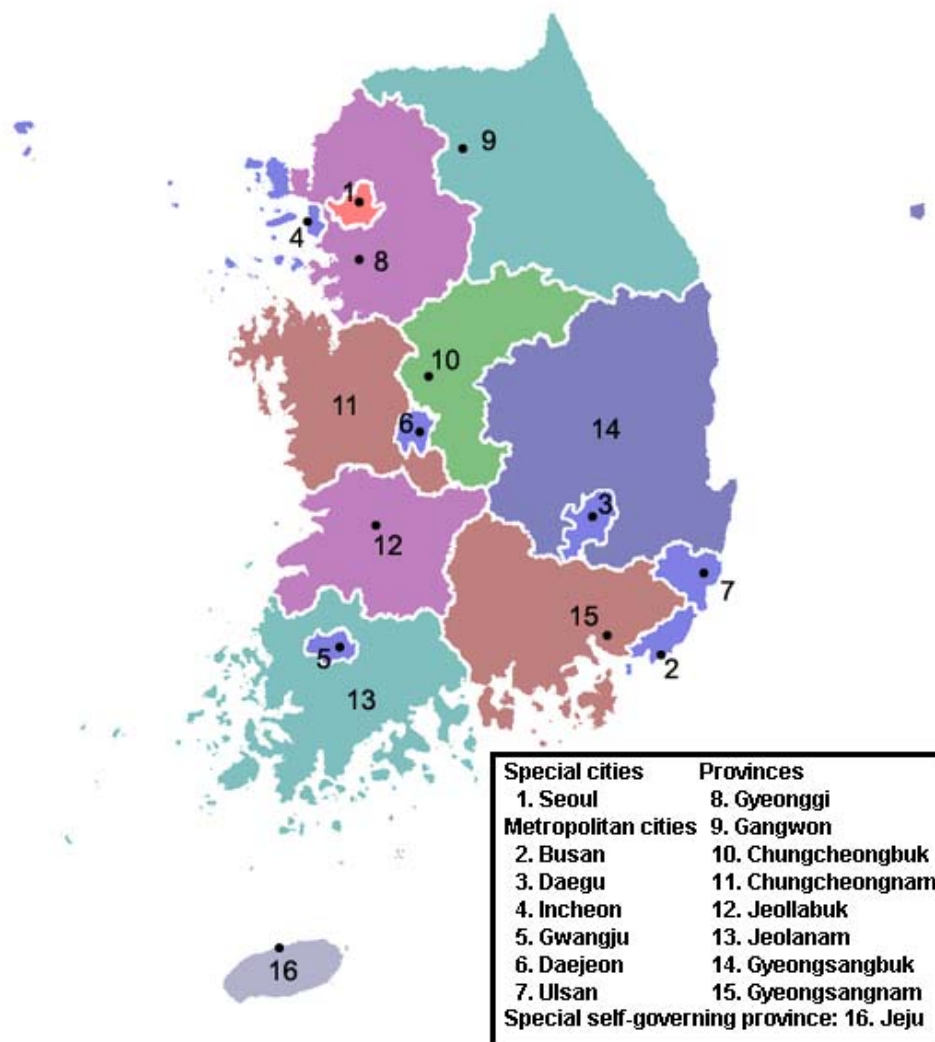 9
1
4
8
10
11
6
14
3
12
7
15
5
2
13
16
Special cities Provinces
1. Seoul 8. Gyeonggi
Metropolitan cities 9. Gangwon
2. Busan 10. Chungcheongbuk
3. Daegu 11. Chungcheongnam
4. Incheon 12. Jeollabuk
5. Gwangju 13. Jeolanam
6. Daejeon 14. Gyeongsangbuk
7. Ulsan 15. Gyeongsangnam
Special self-governing province: 16. Jeju